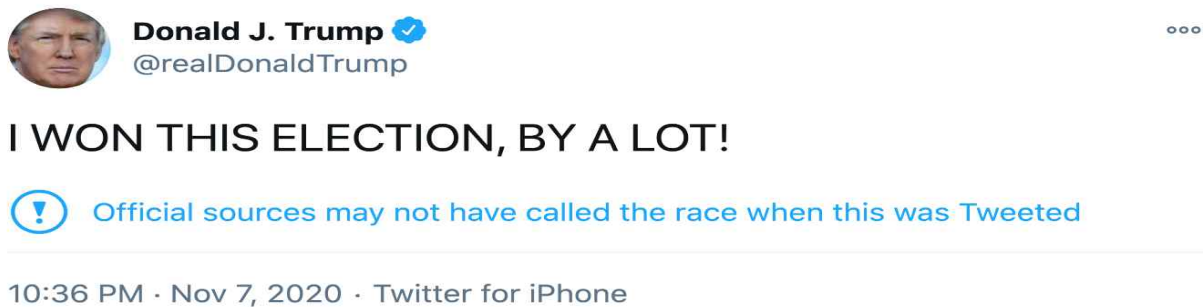 Donald J. Trump
@realDonaldTrump
I WON THIS ELECTION, BY A LOT!
Official sources may not have called the race when this was Tweeted
10:36 PM · Nov 7, 2020 · Twitter for iPhone